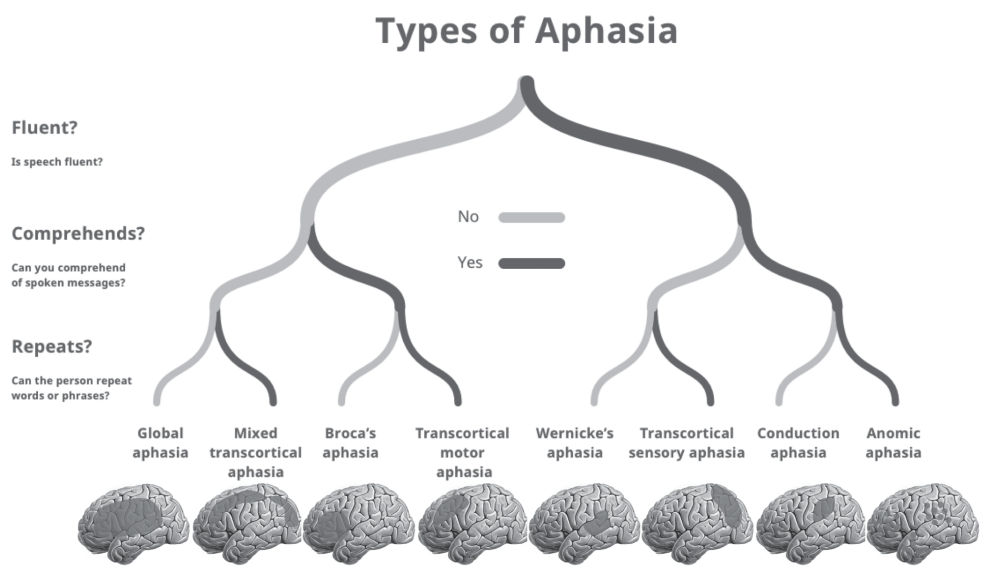 Types of Aphasia
Fluent?
Is speech fluent?
No
Comprehends?
Yes
Can you comprehend
of spoken messages?
Repeats?
Can the person repeat
words or phrases?
Global
aphasia
Mixed
transcortical
aphasia
Broca's
aphasia
Transcortical
motor
aphasia
Wernicke's
aphasia
Transcortical
sensory aphasia
Conduction
aphasia
Anomic
aphasia